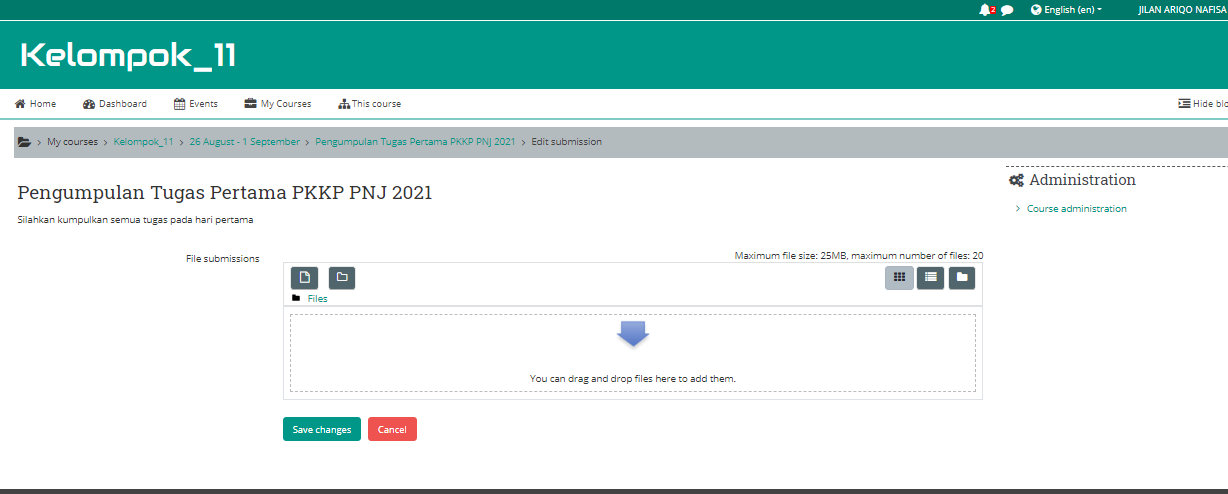 2 English (en) JILAN ARIQO NAFISA
Kelompok_11
Home Dashboard Events My Courses This course Hide blo
My courses > Kelompok_11 > 26 August - 1 September > Pengumpulan Tugas Pertama PKKP PNJ 2021 > Edit submission
Pengumpulan Tugas Pertama PKKP PNJ 2021
Silahkan kumpulkan semua tugas pada hari pertama
Administration
Course administration
File submissions
Maximum file size: 25MB, maximum number of files: 20
Files
You can drag and drop files here to add them.
Save changes Cancel